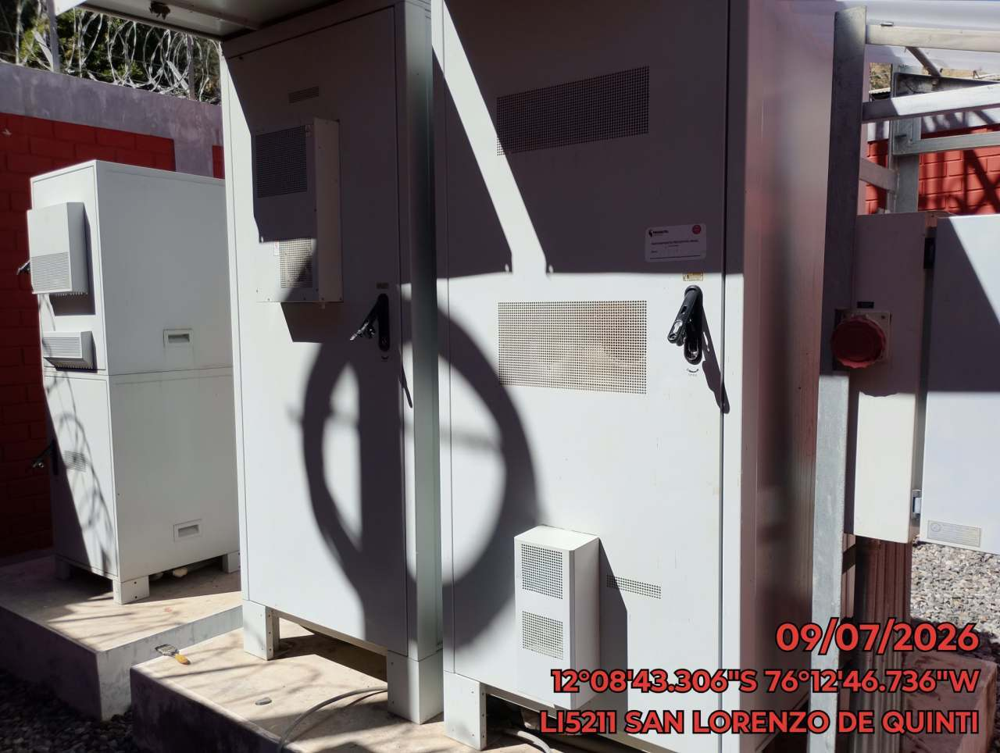 09/07/2026
12°08'43.306"S 76°12'46.736"W
LI5211 SAN LORENZO DE QUINTI